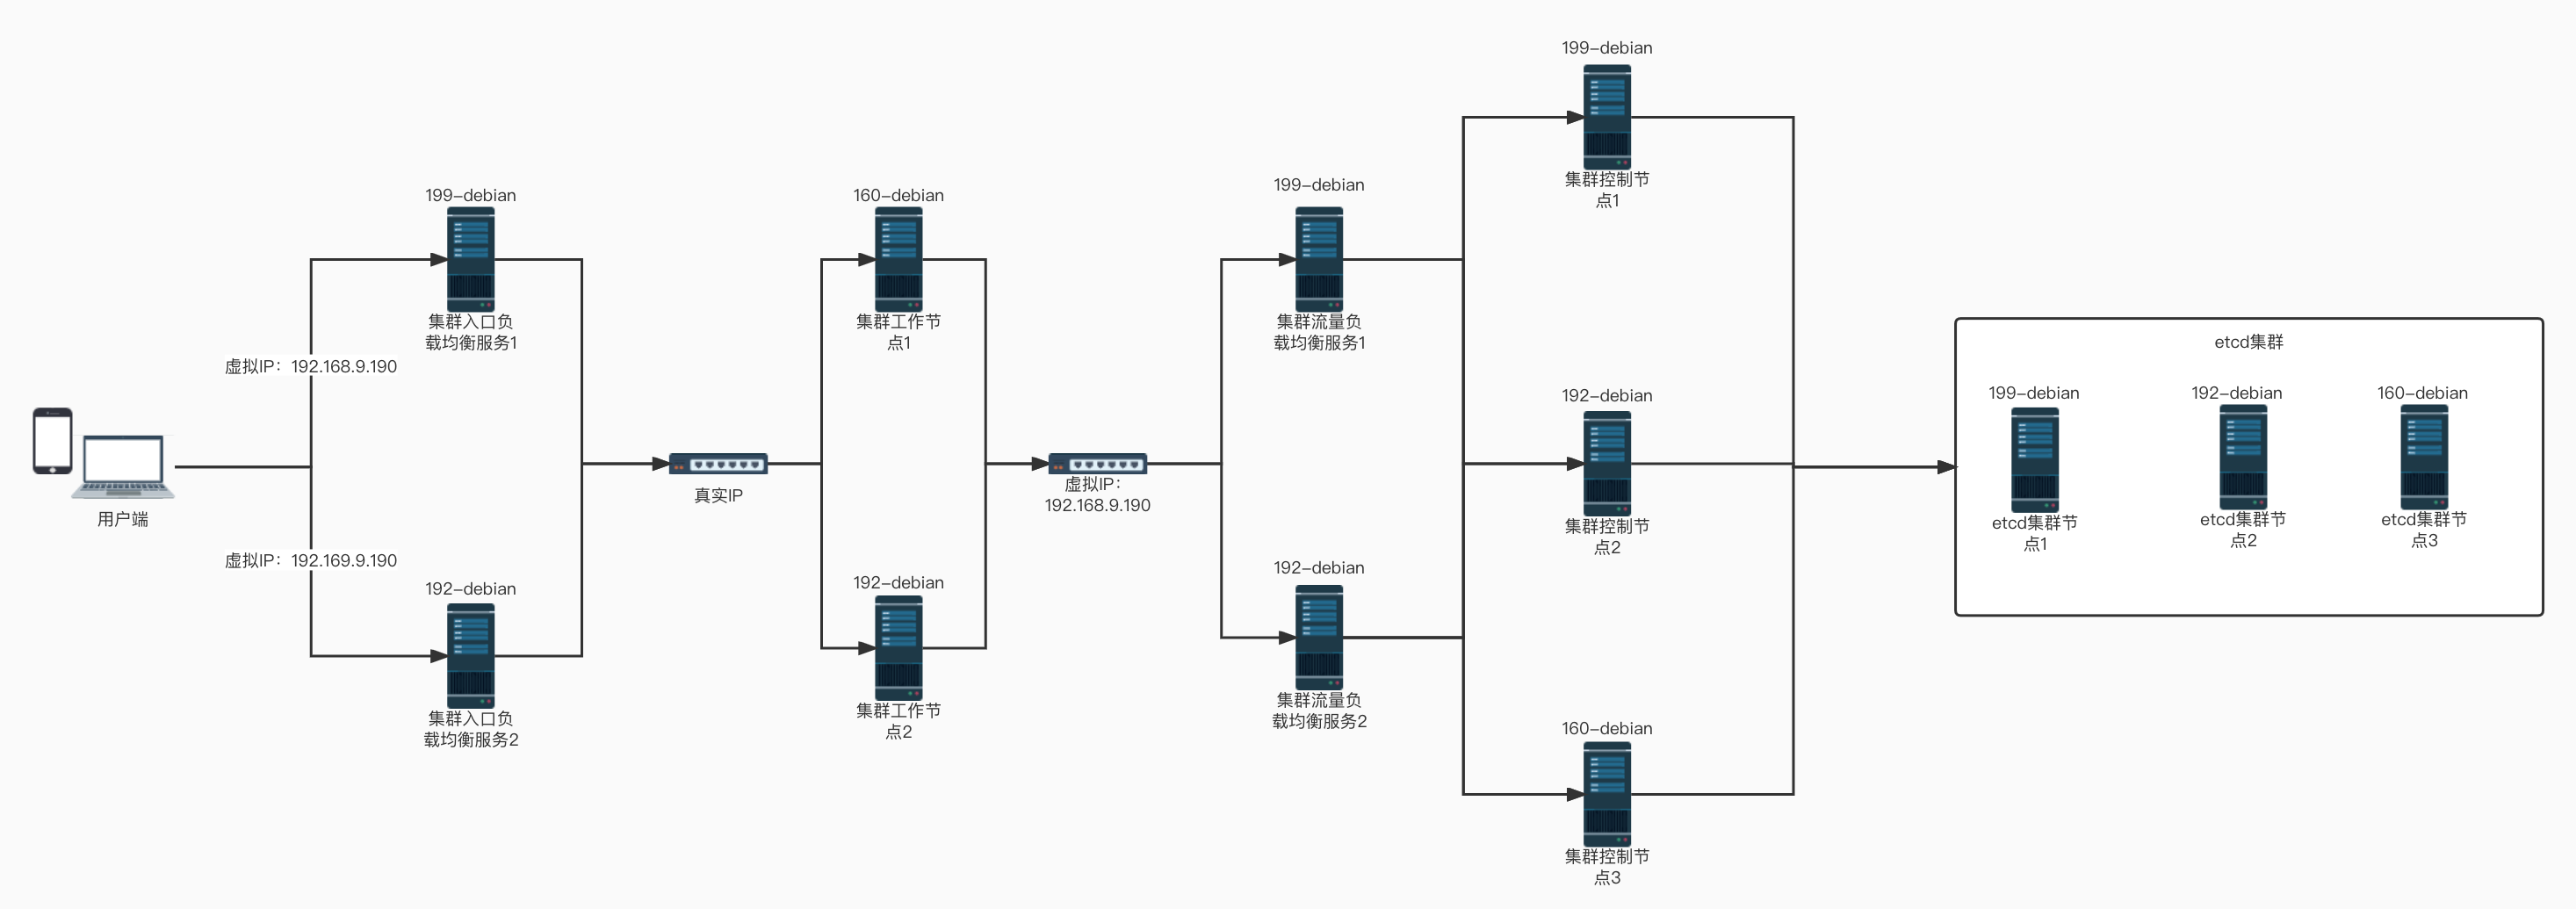 199-debian
集群入口负
载均衡服务1
虚拟IP：192.168.9.190
用户端
虚拟IP：192.169.9.190
192-debian
集群入口负
载均衡服务2
真实IP
160-debian
集群工作节
点1
192-debian
集群工作节
点2
虚拟IP：
192.168.9.190
199-debian
集群流量负
载均衡服务1
192-debian
集群流量负
载均衡服务2
199-debian
集群控制节
点1
192-debian
集群控制节
点2
160-debian
集群控制节
点3
etcd集群
199-debian
etcd集群节
点1
192-debian
etcd集群节
点2
160-debian
etcd集群节
点3